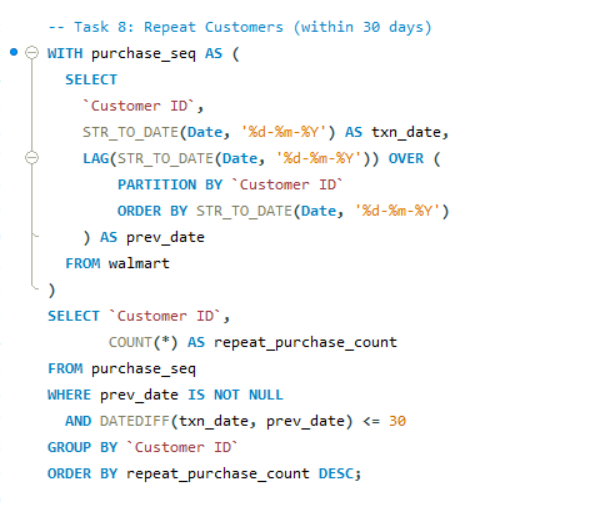 -- Task 8: Repeat Customers (within 30 days)
WITH purchase_seq AS (
SELECT
`Customer ID`,
STR_TO_DATE(Date, '%d-%m-%Y') AS txn_date,
LAG(STR_TO_DATE(Date, '%d-%m-%Y')) OVER (
PARTITION BY `Customer ID`
ORDER BY STR_TO_DATE(Date, '%d-%m-%Y')
) AS prev_date
FROM walmart
)
SELECT `Customer ID`,
COUNT(*) AS repeat_purchase_count
FROM purchase_seq
WHERE prev_date IS NOT NULL
AND DATEDIFF(txn_date, prev_date) <= 30
GROUP BY `Customer ID`
ORDER BY repeat_purchase_count DESC;